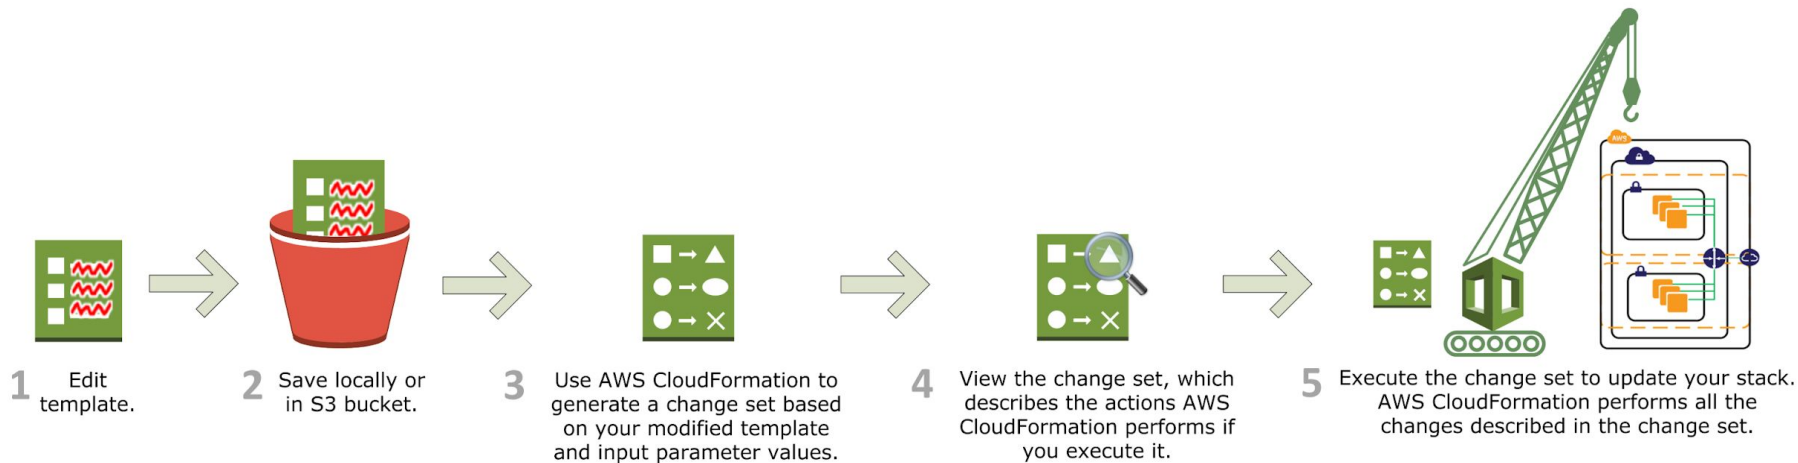 AWS
1 Edit
template.
2 Save locally or
in S3 bucket.
3 Use AWS CloudFormation to
generate a change set based
on your modified template
and input parameter values.
4 View the change set, which
describes the actions AWS
CloudFormation performs if
you execute it.
5 Execute the change set to update your stack.
AWS CloudFormation performs all the
changes described in the change set.